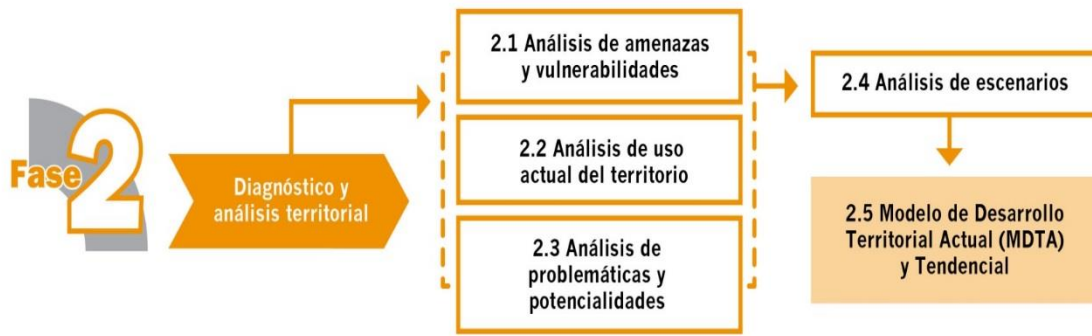 Fase 2
Diagnóstico y
análisis territorial
2.1 Análisis de amenazas
y vulnerabilidades
2.2 Análisis de uso
actual del territorio
2.3 Análisis de
problemáticas y
potencialidades
2.4 Análisis de escenarios
2.5 Modelo de Desarrollo
Territorial Actual (MDTA)
y Tendencial